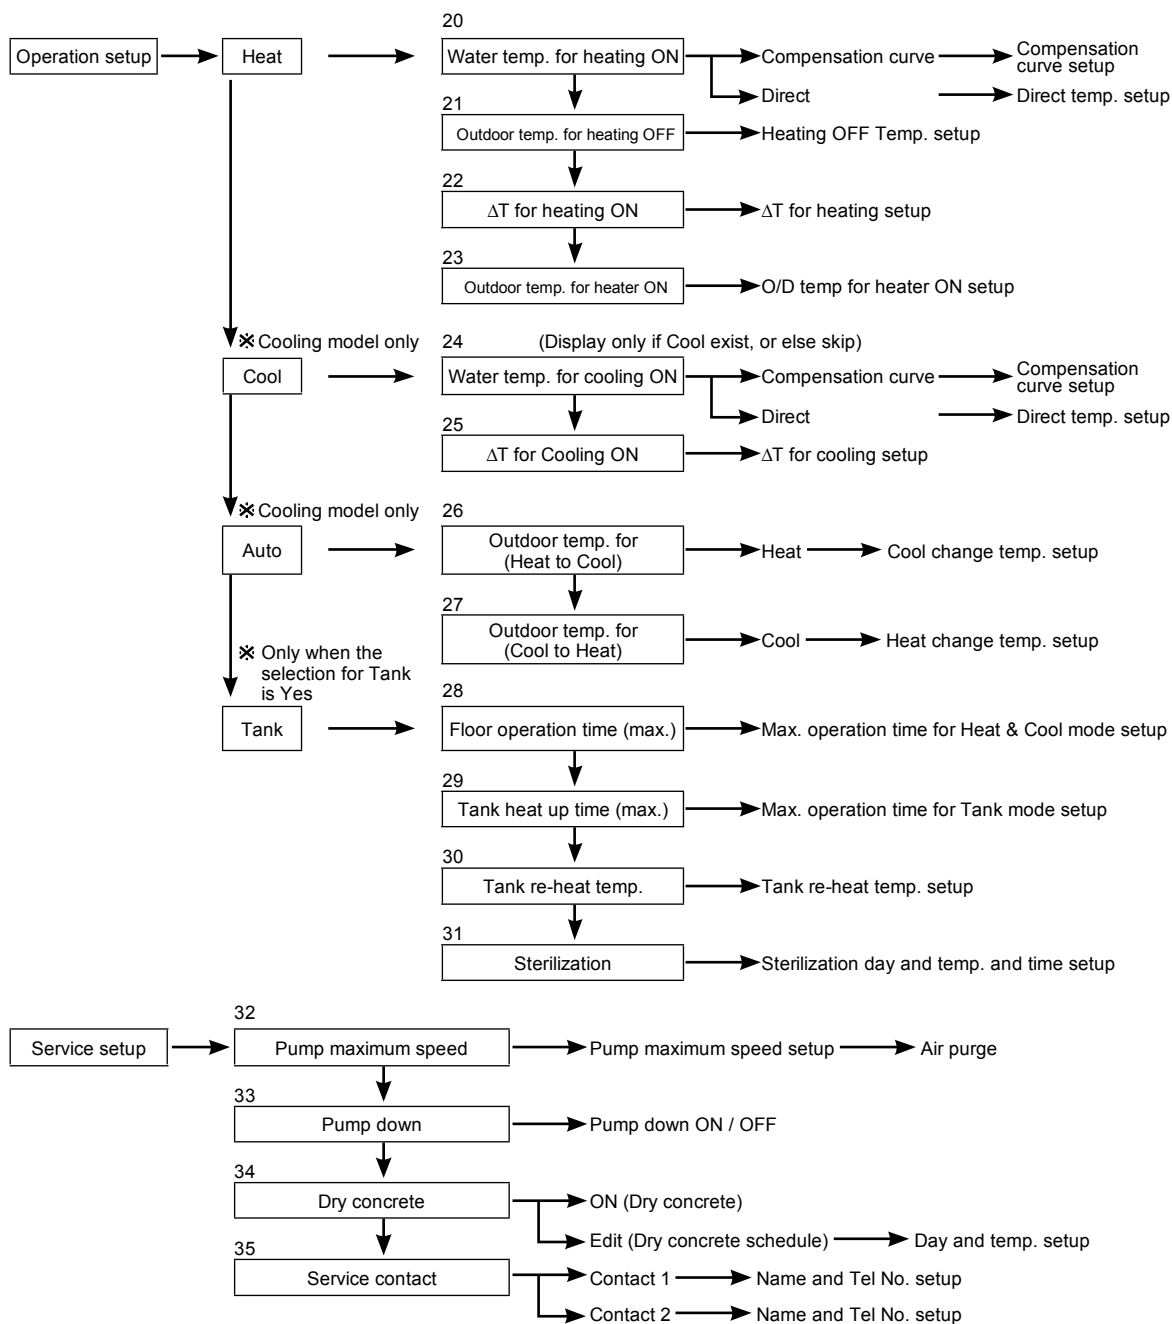 20
Operation setup
Heat
Water temp. for heating ON
Compensation curve
Compensation
curve setup
Direct
Direct temp. setup
21
Outdoor temp. for heating OFF
Heating OFF Temp. setup
22
∆T for heating ON
∆T for heating setup
23
Outdoor temp. for heater ON
O/D temp for heater ON setup
※ Cooling model only
24
(Display only if Cool exist, or else skip)
Cool
Water temp. for cooling ON
Compensation curve
Compensation
curve setup
Direct
Direct temp. setup
25
∆T for Cooling ON
∆T for cooling setup
※ Cooling model only
26
Auto
Outdoor temp. for
(Heat to Cool)
Heat
Cool change temp. setup
27
Outdoor temp. for
(Cool to Heat)
Cool
Heat change temp. setup
※ Only when the
selection for Tank
is Yes
28
Tank
Floor operation time (max.)
Max. operation time for Heat & Cool mode setup
29
Tank heat up time (max.)
Max. operation time for Tank mode setup
30
Tank re-heat temp.
Tank re-heat temp. setup
31
Sterilization
Sterilization day and temp. and time setup
32
Service setup
Pump maximum speed
Pump maximum speed setup
Air purge
33
Pump down
Pump down ON / OFF
34
Dry concrete
ON (Dry concrete)
Edit (Dry concrete schedule)
Day and temp. setup
35
Service contact
Contact 1
Name and Tel No. setup
Contact 2
Name and Tel No. setup